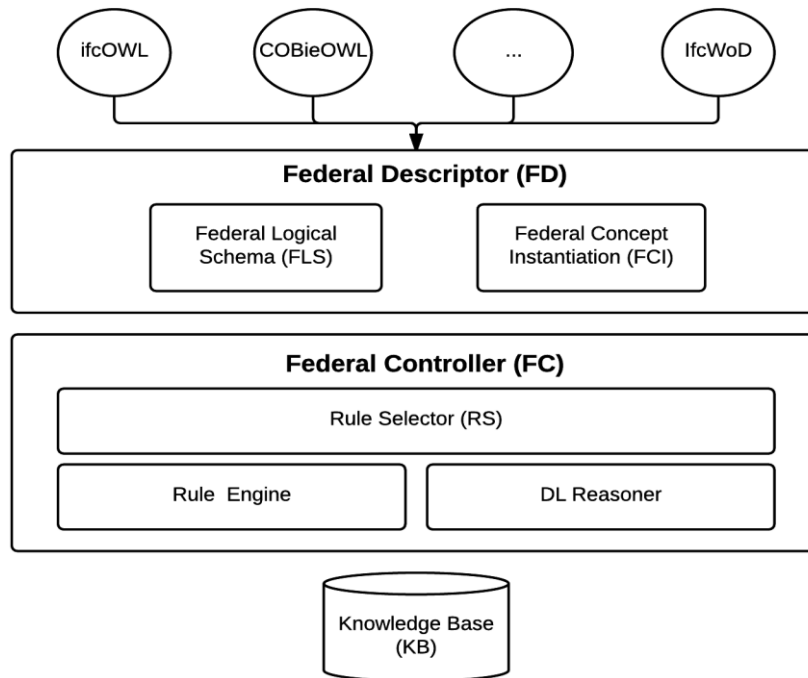 ifcOWL
COBieOWL
...
IfcWoD
Federal Descriptor (FD)
Federal Logical
Schema (FLS)
Federal Concept
Instantiation (FCI)
Federal Controller (FC)
Rule Selector (RS)
Rule Engine
DL Reasoner
Knowledge Base
(KB)